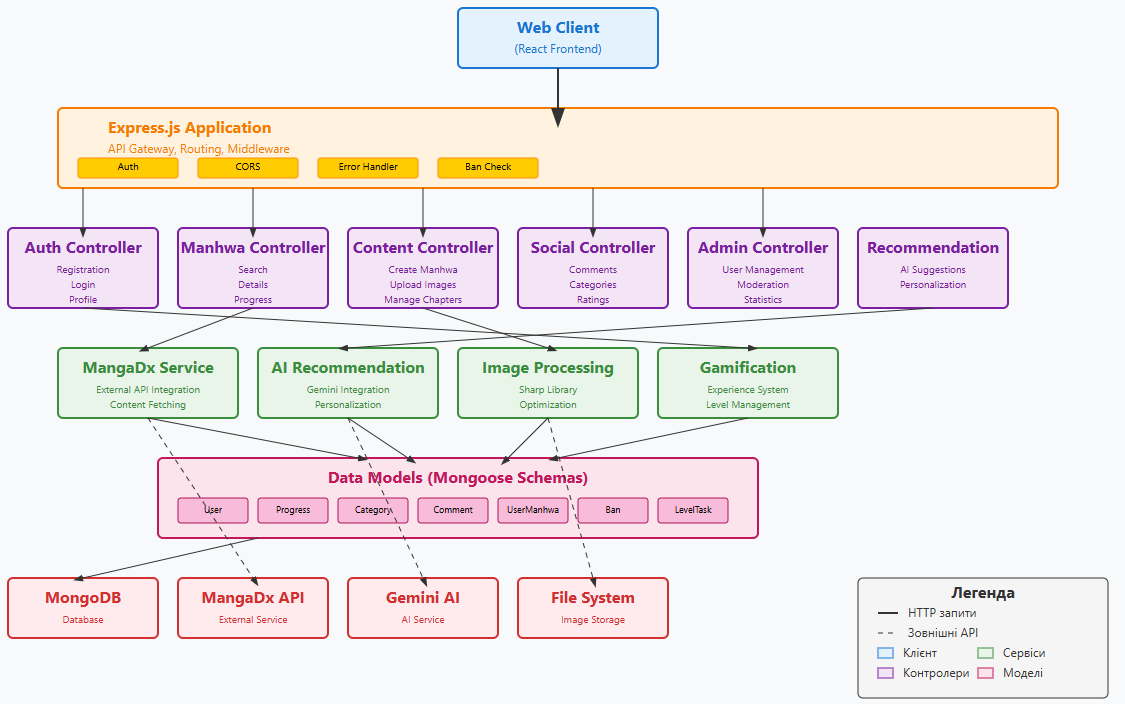 Web Client
(React Frontend)
Express.js Application
API Gateway, Routing, Middleware
Auth
CORS
Error Handler
Ban Check
Auth Controller
Registration
Login
Profile
Manhwa Controller
Search
Details
Progress
Content Controller
Create Manhwa
Upload Images
Manage Chapters
Social Controller
Comments
Categories
Ratings
Admin Controller
User Management
Moderation
Statistics
Recommendation
AI Suggestions
Personalization
MangaDx Service
External API Integration
Content Fetching
AI Recommendation
Gemini Integration
Personalization
Image Processing
Sharp Library
Optimization
Gamification
Experience System
Level Management
Data Models (Mongoose Schemas)
User
Progress
Category
Comment
UserManhwa
Ban
LevelTask
MongoDB
Database
MangaDx API
External Service
Gemini AI
AI Service
File System
Image Storage
Легенда
HTTP запити
Зовнішні API
Клієнт
Сервіси
Контролери
Моделі